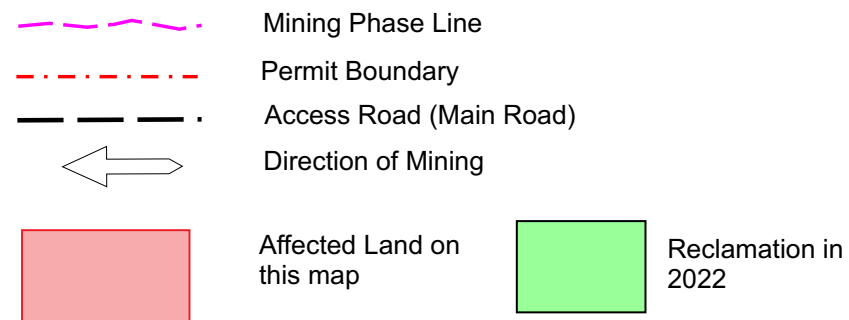 Mining Phase Line
Permit Boundary
Access Road (Main Road)
Direction of Mining
Affected Land on
this map
Reclamation in
2022